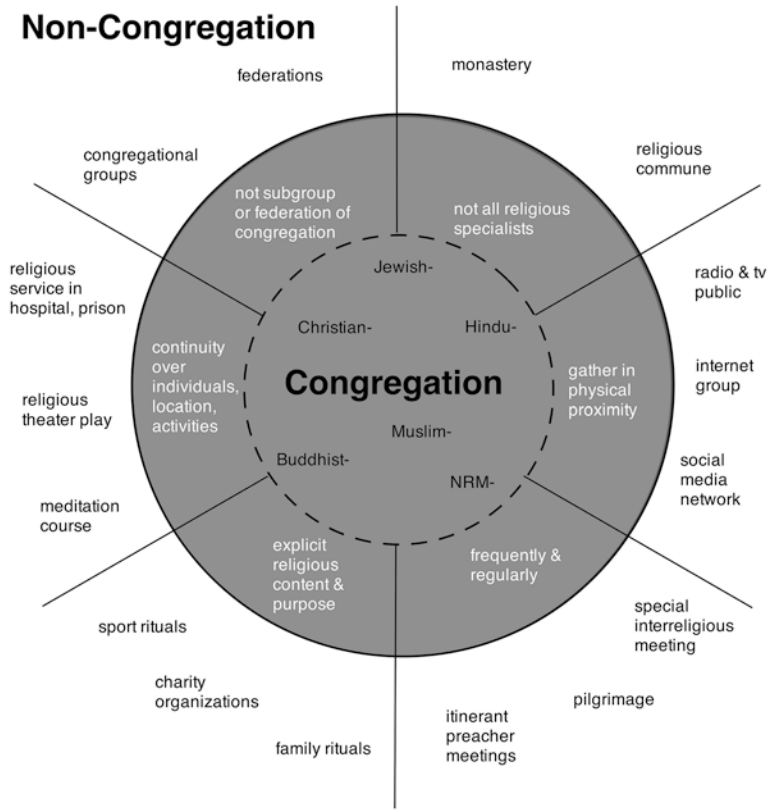 Non-Congregation
federations
monastery
congregational
groups
religious
commune
not subgroup
or federation of
congregation
not all religious
specialists
religious
service in
hospital, prison
Jewish-
radio & tv
public
Christian-
Hindu-
continuity
over
individuals,
location,
activities
Congregation
gather in
physical
proximity
internet
group
religious
theater play
Muslim-
Buddhist-
NRM-
social
media
network
meditation
course
explicit
religious
content &
purpose
frequently &
regularly
sport rituals
special
interreligious
meeting
charity
organizations
pilgrimage
family rituals
itinerant
preacher
meetings